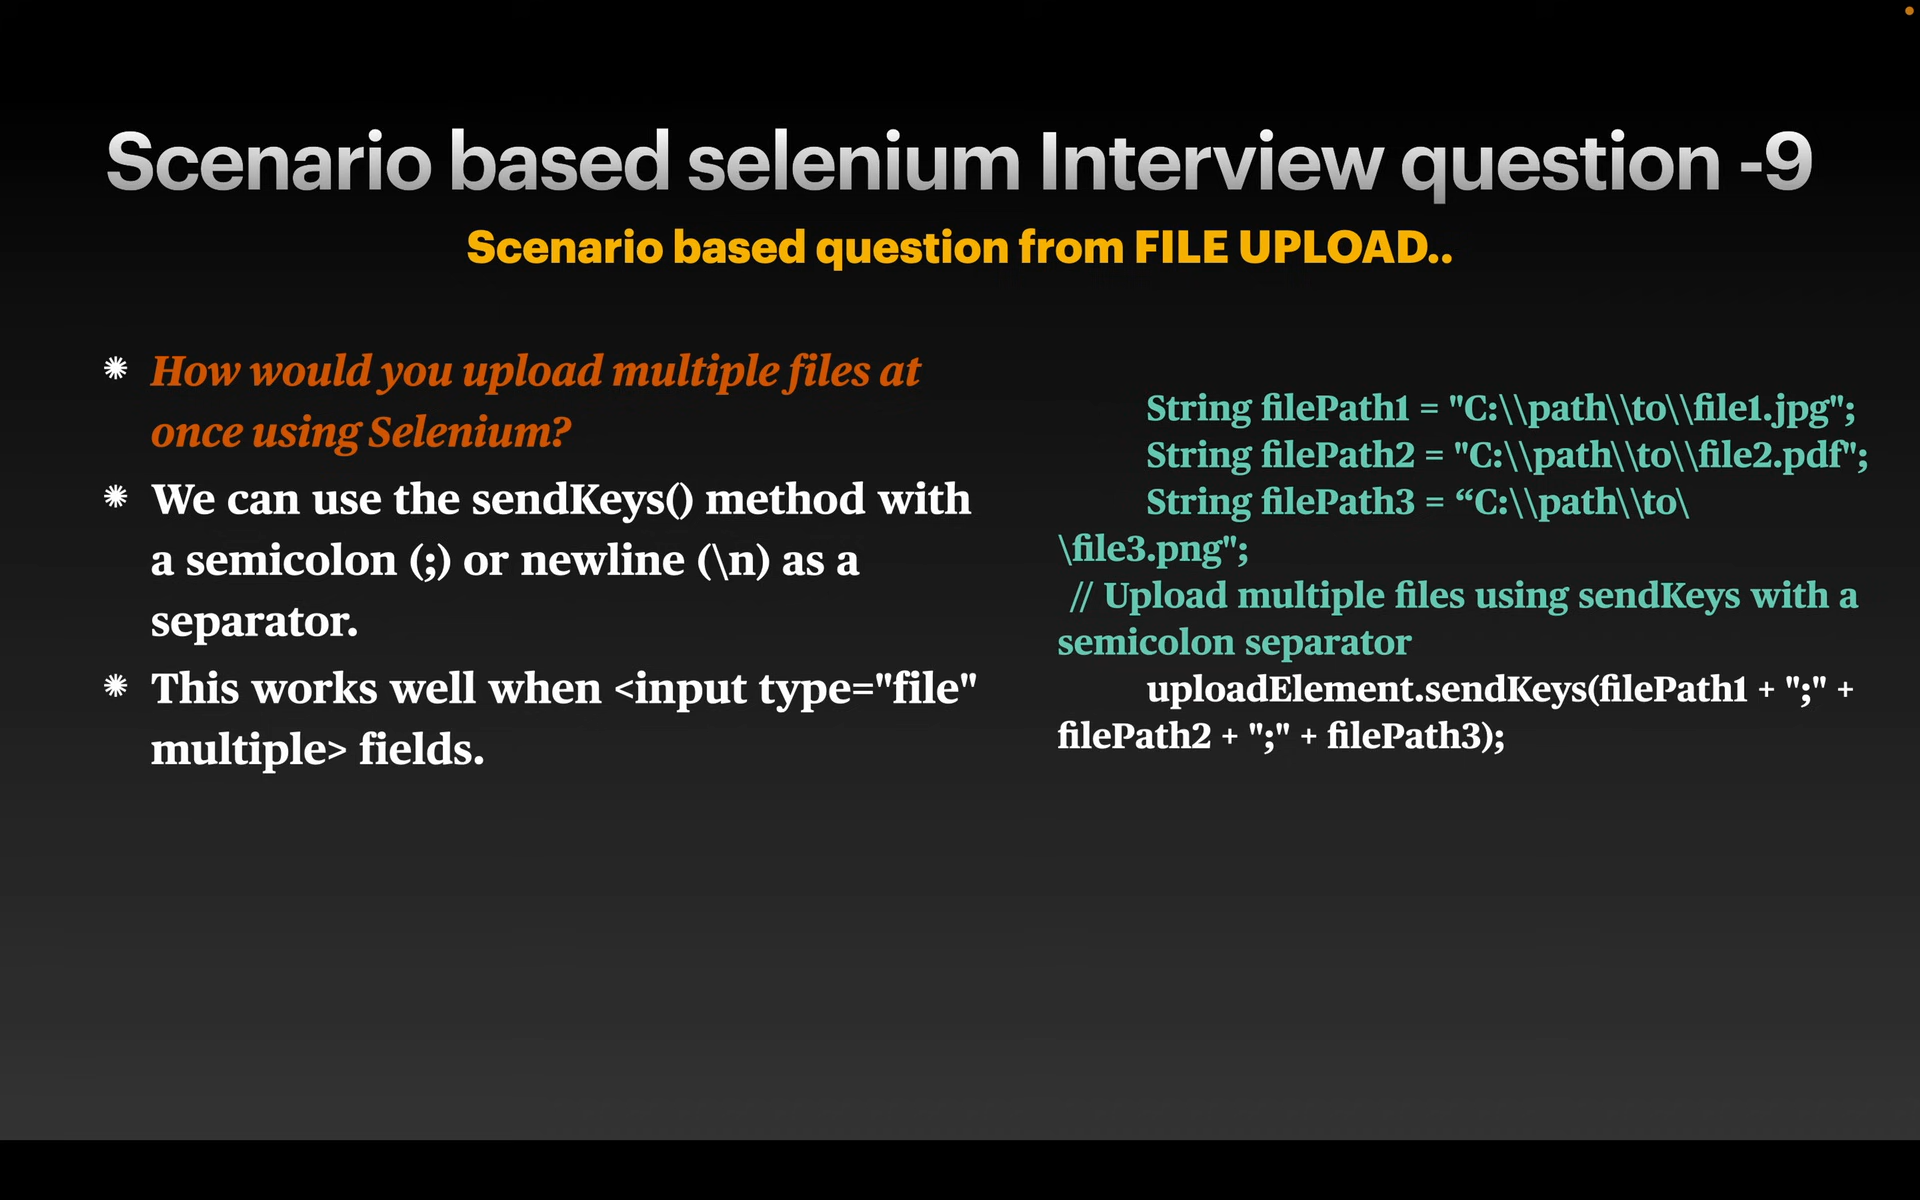 Scenario based selenium Interview question -9
Scenario based question from FILE UPLOAD..
How would you upload multiple files at
once using Selenium?
We can use the sendKeys() method with
a semicolon (;) or newline (\n) as a
separator.
This works well when <input type="file"
multiple> fields.
String filePath1 = "C:\\path\\to\\file1.jpg";
String filePath2 = "C:\\path\\to\\file2.pdf";
String filePath3 = “C:\\path\\to\
\file3.png";
// Upload multiple files using sendKeys with a
semicolon separator
uploadElement.sendKeys(filePath1 + ";" +
filePath2 + ";" + filePath3);